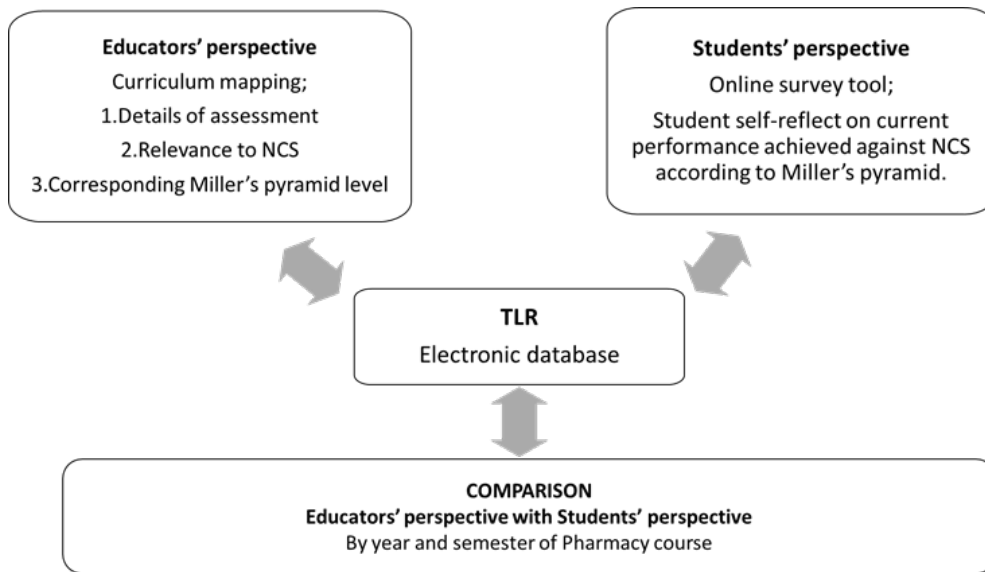 Educators’ perspective
Curriculum mapping;
1.Details of assessment
2.Relevance to NCS
3.Corresponding Miller’s pyramid level
Students’ perspective
Online survey tool;
Student self-reflect on current
performance achieved against NCS
according to Miller’s pyramid.
TLR
Electronic database
COMPARISON
Educators’ perspective with Students’ perspective
By year and semester of Pharmacy course